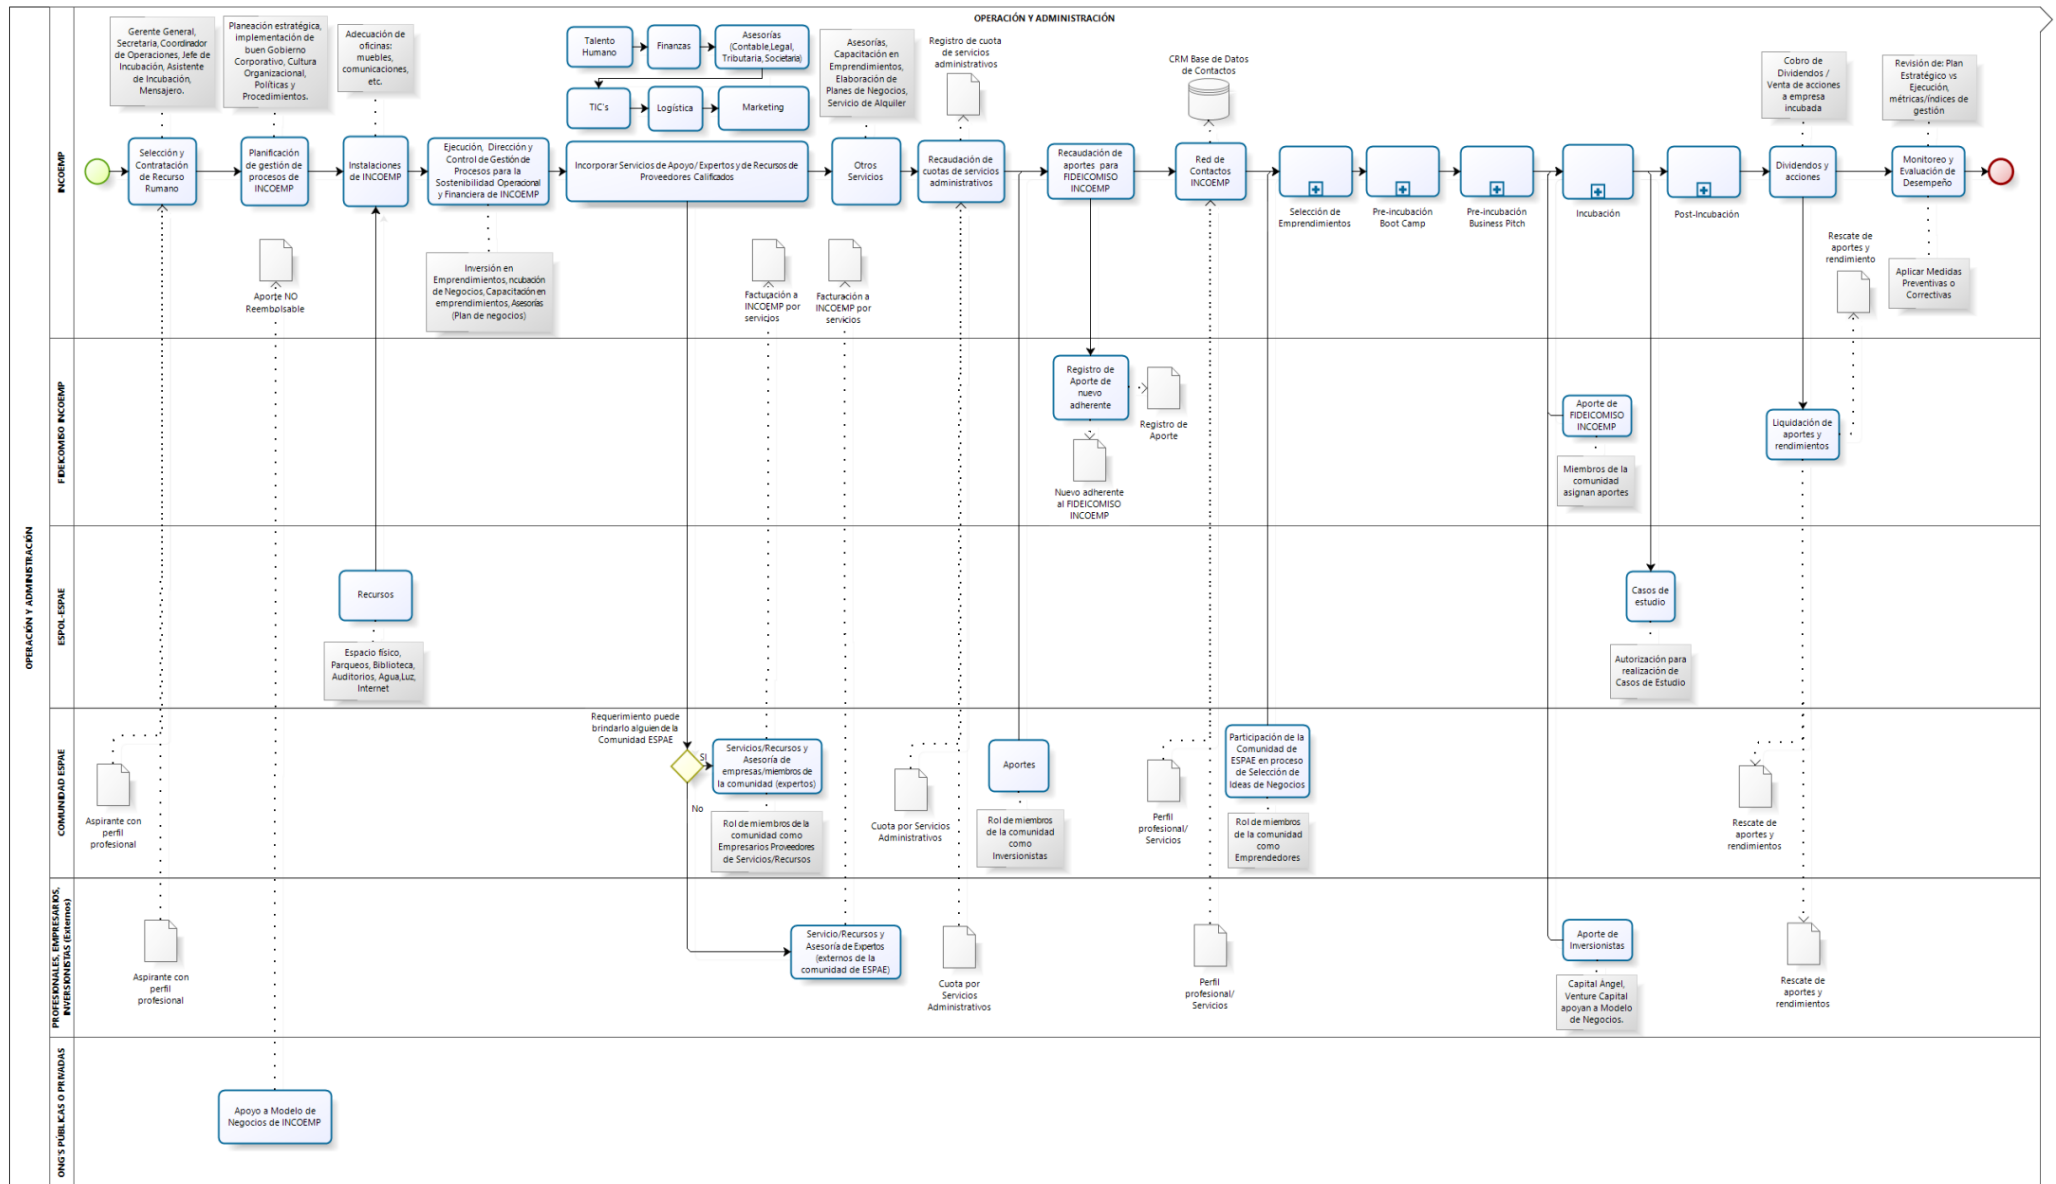 OPERACIÓN Y ADMINISTRACIÓN
OPERACIÓN Y ADMINISTRACIÓN
INCOEMP
Gerente General,
Secretaria, Coordinador
de Operaciones, Jefe de
Incubación, Asistente
de Incubación,
Mensajero.
Planeación estratégica,
implementación de
buen Gobierno
Corporativo, Cultura
Organizacional,
Políticas y
Procedimientos.
Adecuación de
oficinas:
muebles,
comunicaciones,
etc.
Talento
Humano
Finanzas
Asesorías
(Contable,Legal,
Tributaria, Societaria)
TIC's
Logística
Marketing
Asesorías,
Capacitación en
Emprendimientos,
Elaboración de
Planes de Negocios,
Servicio de Alquiler
Registro de cuota
de servicios
administrativos
CRM Base de Datos
de Contactos
Cobro de
Dividendos /
Venta de acciones
a empresa
incubada
Revisión de: Plan
Estratégico vs
Ejecución,
métricas/índices de
gestión
Selección y
Contratación
de Recurso
Rumano
Planificación
de gestión de
procesos de
INCOEMP
Instalaciones
de INCOEMP
Ejecución, Dirección y
Control de Gestión de
Procesos para la
Sostenibilidad Operacional
y Financiera de INCOEMP
Incorporar Servicios de Apoyo/ Expertos y de Recursos de
Proveedores Calificados
Otros
Servicios
Recaudación de
cuotas de servicios
administrativos
Recaudación de
aportes para
FIDEICOMISO
INCOEMP
Red de
Contactos
INCOEMP
Selección de
Emprendimientos
Pre-incubación
Boot Camp
Pre-incubación
Business Pitch
Incubación
Post-Incubación
Dividendos y
acciones
Monitoreo y
Evaluación de
Desempeño
Aporte NO
Reembolsable
Inversión en
Emprendimientos, ncubación
de Negocios, Capacitación en
emprendimientos, Asesorías
(Plan de negocios)
Facturación a
INCOEMP por
servicios
Facturación a
INCOEMP por
servicios
Rescate de
aportes y
rendimiento
Aplicar Medidas
Preventivas o
Correctivas
FIDEICOMISO INCOEMP
Registro de
Aporte de
nuevo
adherente
Registro de
Aporte
Nuevo adherente
al FIDEICOMISO
INCOEMP
Aporte de
FIDEICOMISO
INCOEMP
Miembros de la
comunidad
asignan aportes
Liquidación de
aportes y
rendimientos
ESPOL-ESPAE
Recursos
Espacio físico,
Parqueos, Biblioteca,
Auditorios, Agua,Luz,
Internet
Casos de
estudio
Autorización para
realización de
Casos de Estudio
COMUNIDAD ESPAE
Aspirante con
perfil
profesional
Requerimiento puede
brindarlo alguien de la
Comunidad ESPAE
SI
No
Servicios/Recursos y
Asesoría de
empresas/miembros de
la comunidad (expertos)
Rol de miembros de la
comunidad como
Empresarios Proveedores
de Servicios/Recursos
Cuota por Servicios
Administrativos
Aportes
Rol de miembros
de la comunidad
como
Inversionistas
Perfil
profesional/
Servicios
Participación de la
Comunidad de
ESPAE en proceso
de Selección de
Ideas de Negocios
Rol de miembros
de la comunidad
como
Emprendedores
Rescate de
aportes y
rendimientos
PROFESIONALES, EMPRESARIOS,
INVERSIONISTAS (Externos)
Aspirante con
perfil
profesional
Servicio/Recursos y
Asesoría de Expertos
(externos de la
comunidad de ESPAE)
Cuota por
Servicios
Administrativos
Perfil
profesional/
Servicios
Aporte de
Inversionistas
Capital Ángel,
Venture Capital
apoyan a Modelo
de Negocios.
Rescate de
aportes y
rendimientos
ONG'S PÚBLICAS O PRIVADAS
Apoyo a Modelo de
Negocios de INCOEMP